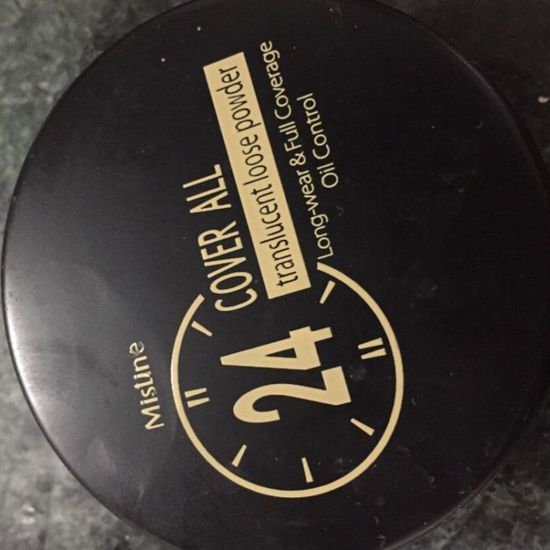 Mistine
24 COVER ALL
translucent loose powder
Long-wear & Full Coverage
Oil Control